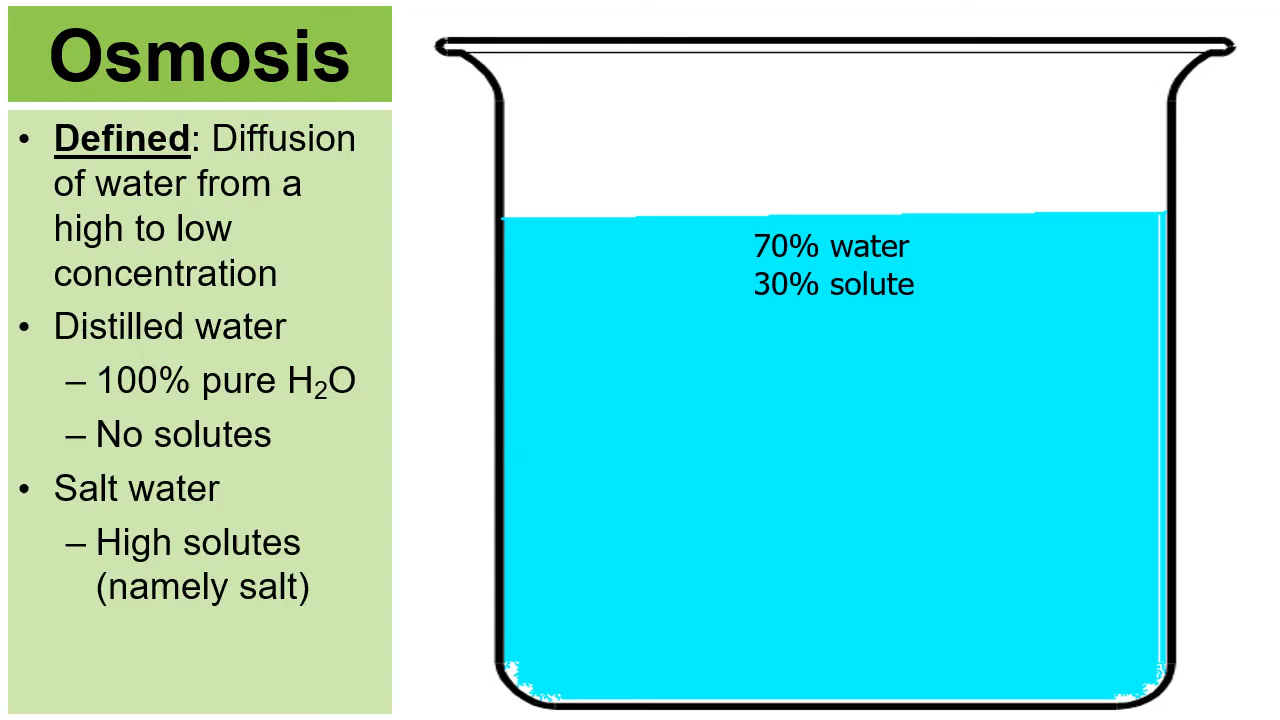 Osmosis
• Defined: Diffusion
of water from a
high to low
concentration
• Distilled water
– 100% pure H₂O
– No solutes
• Salt water
– High solutes
(namely salt)
70% water
30% solute